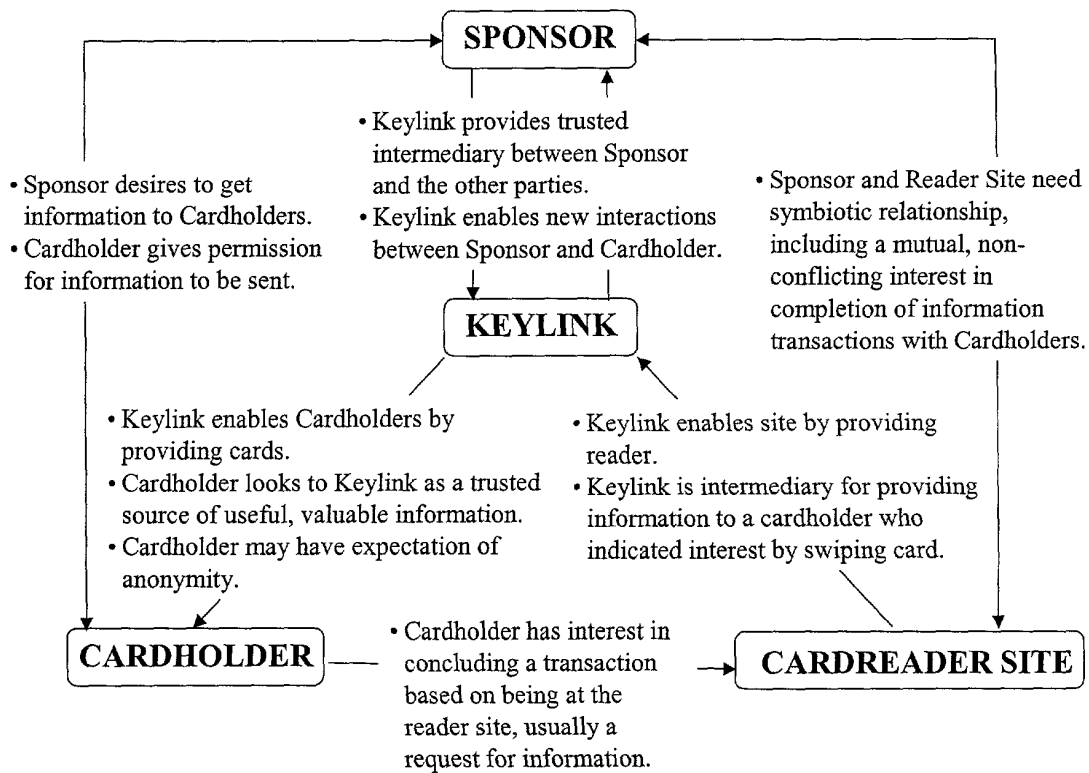 SPONSOR
• Keylink provides trusted
intermediary between Sponsor
and the other parties.
• Keylink enables new interactions
between Sponsor and Cardholder.
• Sponsor desires to get
information to Cardholders.
• Cardholder gives permission
for information to be sent.
• Sponsor and Reader Site need
symbiotic relationship,
including a mutual, non-
conflicting interest in
completion of information
transactions with Cardholders.
KEYLINK
• Keylink enables Cardholders by
providing cards.
• Cardholder looks to Keylink as a trusted
source of useful, valuable information.
• Cardholder may have expectation of
anonymity.
• Keylink enables site by providing
reader.
• Keylink is intermediary for providing
information to a cardholder who
indicated interest by swiping card.
CARDHOLDER
• Cardholder has interest in
concluding a transaction
based on being at the
reader site, usually a
request for information.
CARDREADER SITE